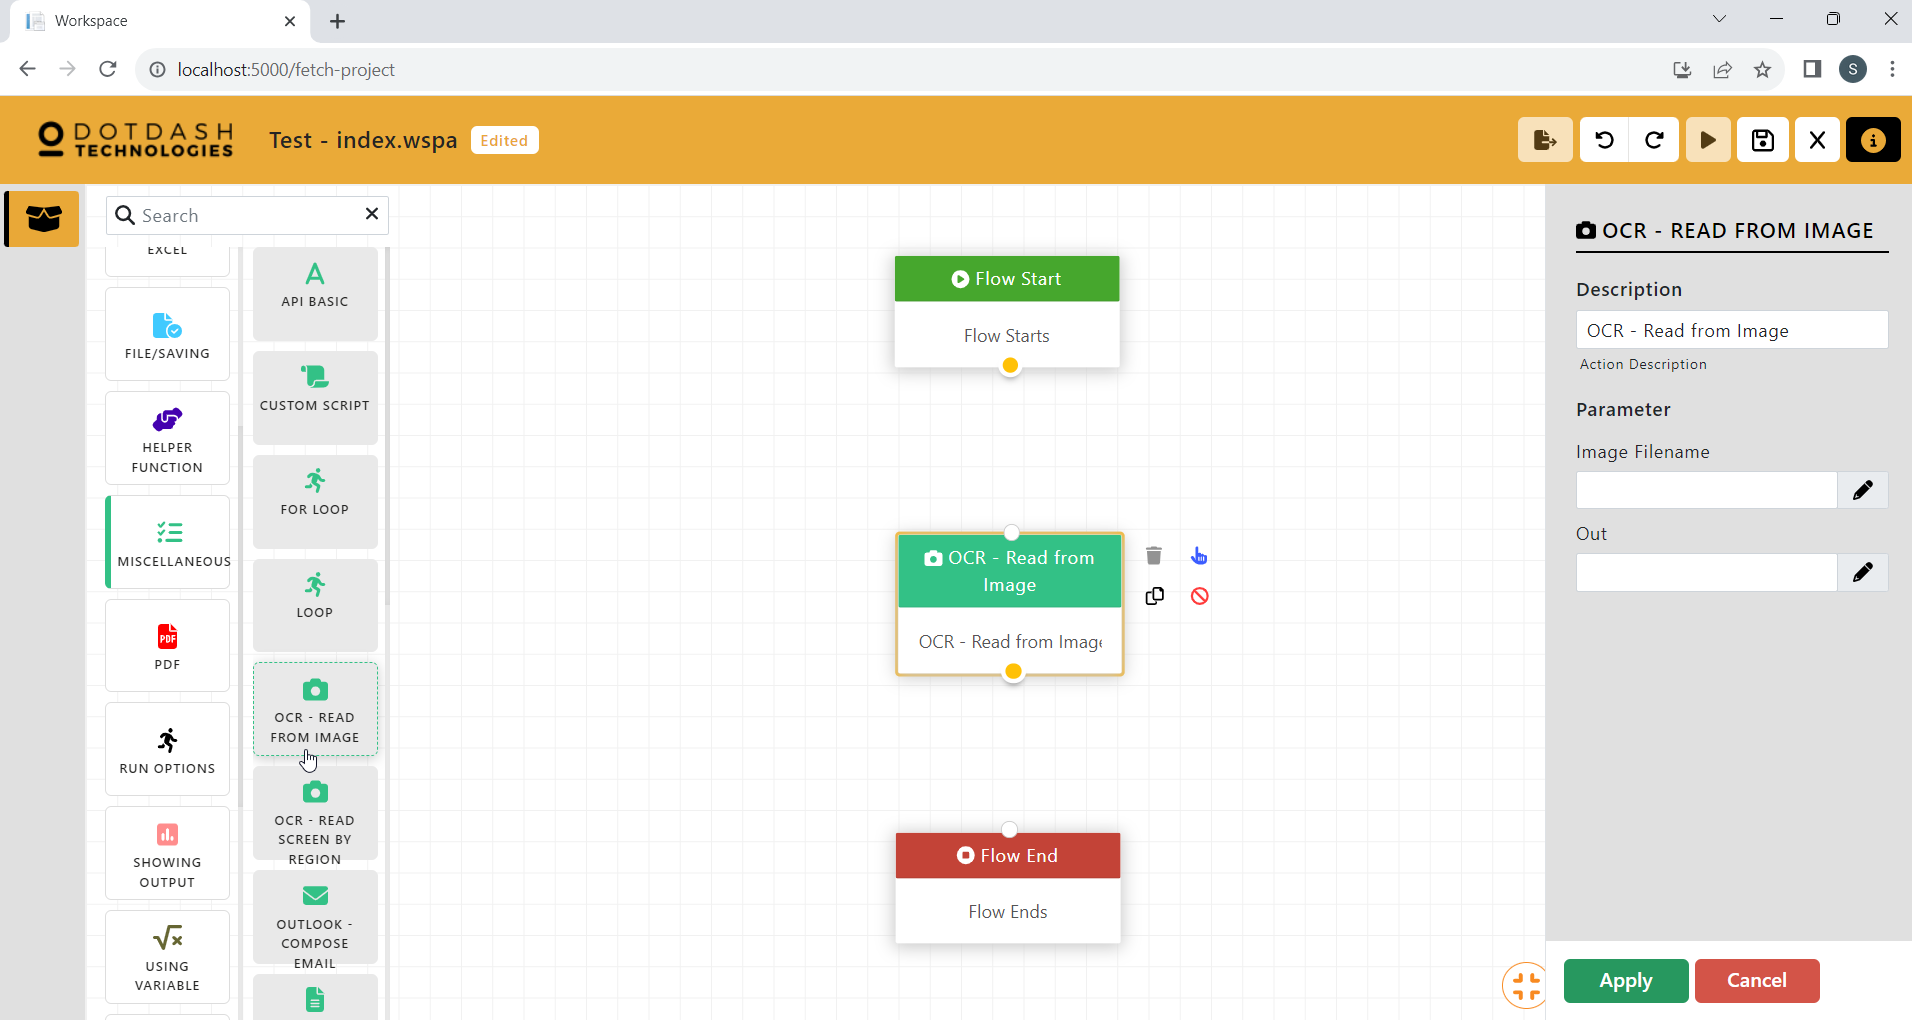 Workspace
localhost:5000/fetch-project
S
DOTDASH
TECHNOLOGIES
Test - index.wspa
Edited
Search
EXCEL
FILE/SAVING
HELPER
FUNCTION
MISCELLANEOUS
PDF
PDF
RUN OPTIONS
SHOWING
OUTPUT
USING
VARIABLE
API BASIC
CUSTOM SCRIPT
FOR LOOP
LOOP
OCR - READ
FROM IMAGE
OCR - READ
SCREEN BY
REGION
OUTLOOK -
COMPOSE
EMAIL
Flow Start
Flow Starts
OCR - Read from
Image
OCR - Read from Image
Flow End
Flow Ends
OCR - READ FROM IMAGE
Description
OCR - Read from Image
Action Description
Parameter
Image Filename
Out
Apply
Cancel